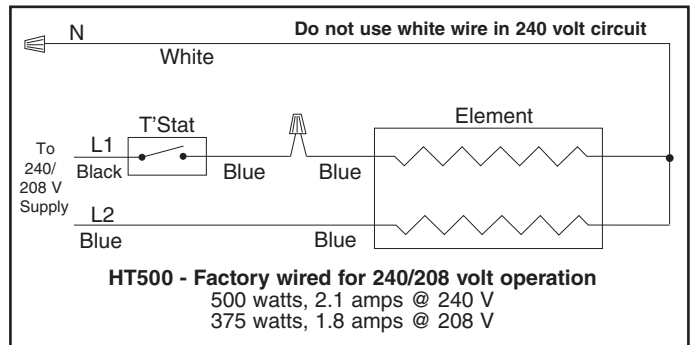 N
Do not use white wire in 240 volt circuit
White
T'Stat
Element
To
240/
208 V
Supply
L1
Black
Blue
Blue
L2
Blue
Blue
HT500 - Factory wired for 240/208 volt operation
500 watts, 2.1 amps @ 240 V
375 watts, 1.8 amps @ 208 V